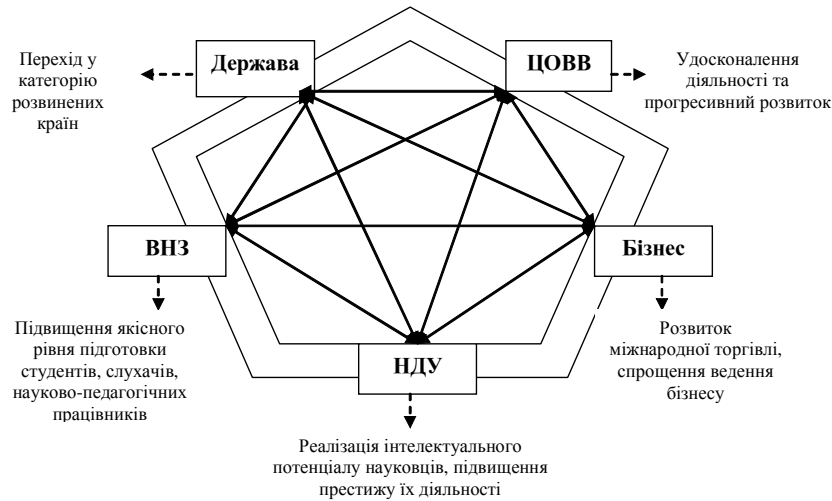 Держава
ЦОВВ
Перехід у
категорію
розвинених
країн
Удосконалення
діяльності та
прогресивний розвиток
ВНЗ
Бізнес
Підвищення якісного
рівня підготовки
студентів, слухачів,
науково-педагогічних
працівників
НДУ
Розвиток
міжнародної торгівлі,
спрощення ведення
бізнесу
Реалізація інтелектуального
потенціалу науковців, підвищення
престижу їх діяльності